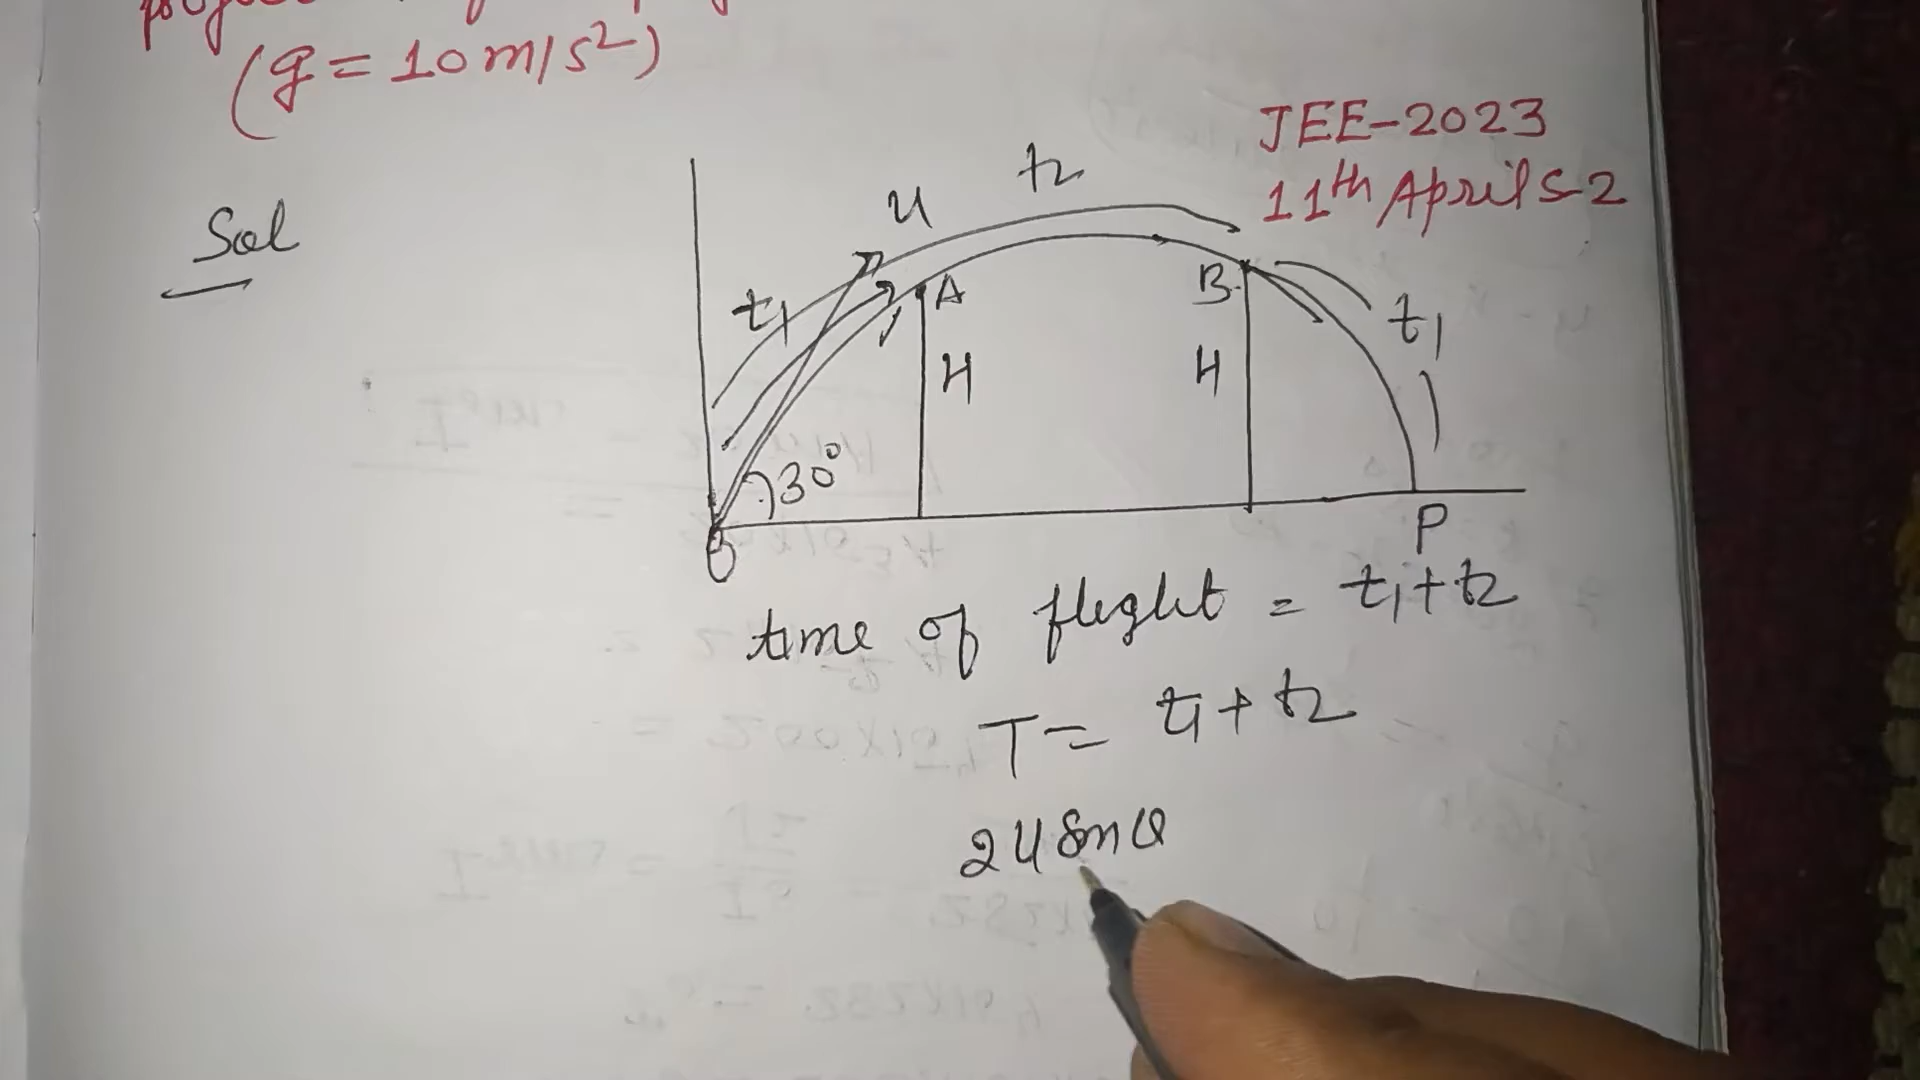 (g = 10 m/s²)
JEE-2023
11th April S-2
Sol
t₁
u
t₂
A
B
t₁
H
H
30°
O
P
time of flight = t₁ + t₂
T = t₁ + t₂
2u sin θ